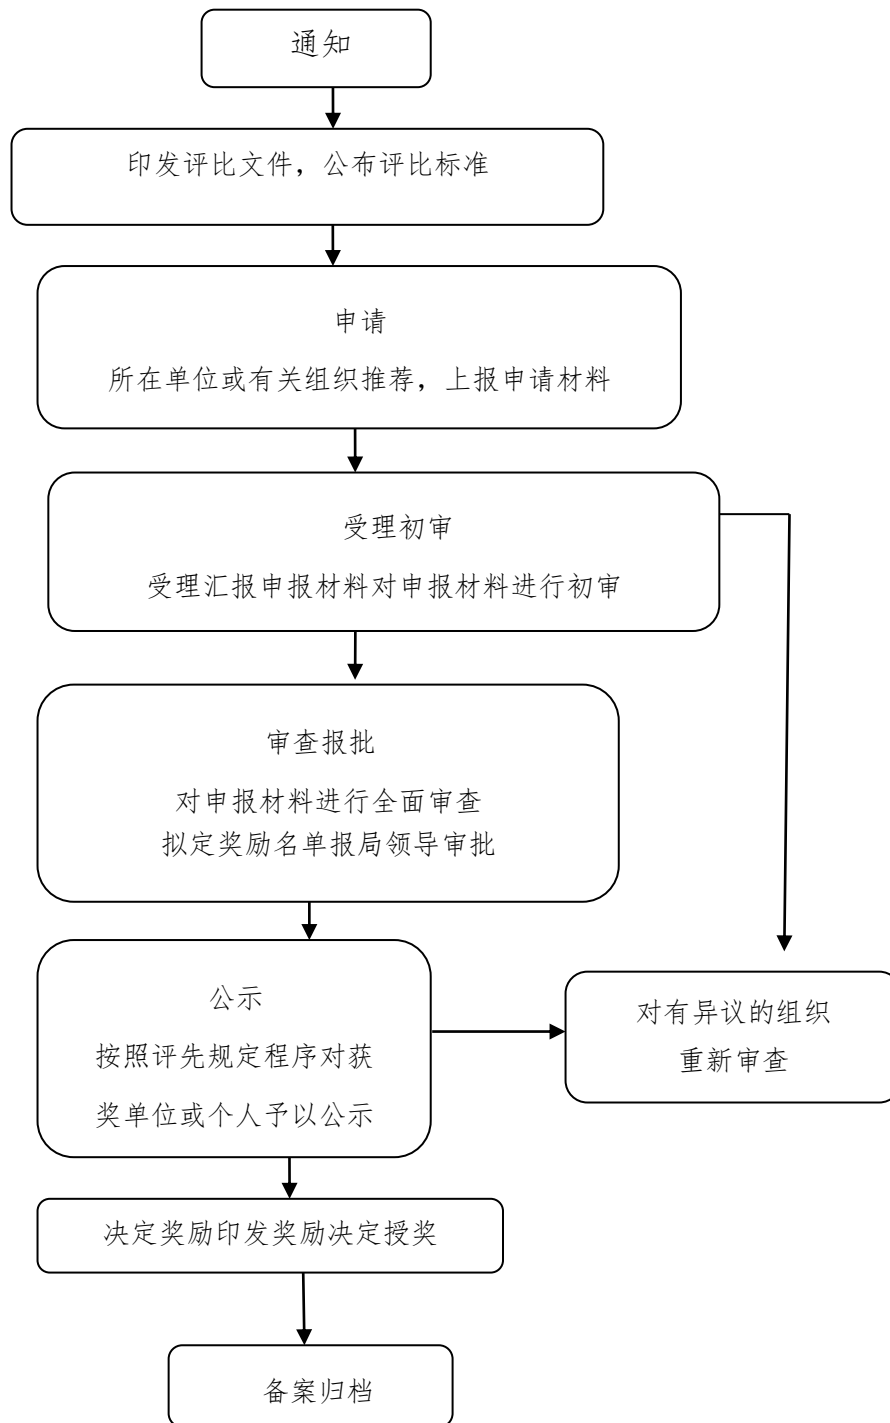 通知
印发评比文件，公布评比标准
申请
所在单位或有关组织推荐，上报申请材料
受理初审
受理汇报申报材料对申报材料进行初审
审查报批
对申报材料进行全面审查
拟定奖励名单报局领导审批
公示
按照评先规定程序对获
奖单位或个人予以公示
对有异议的组织
重新审查
决定奖励印发奖励决定授奖
备案归档